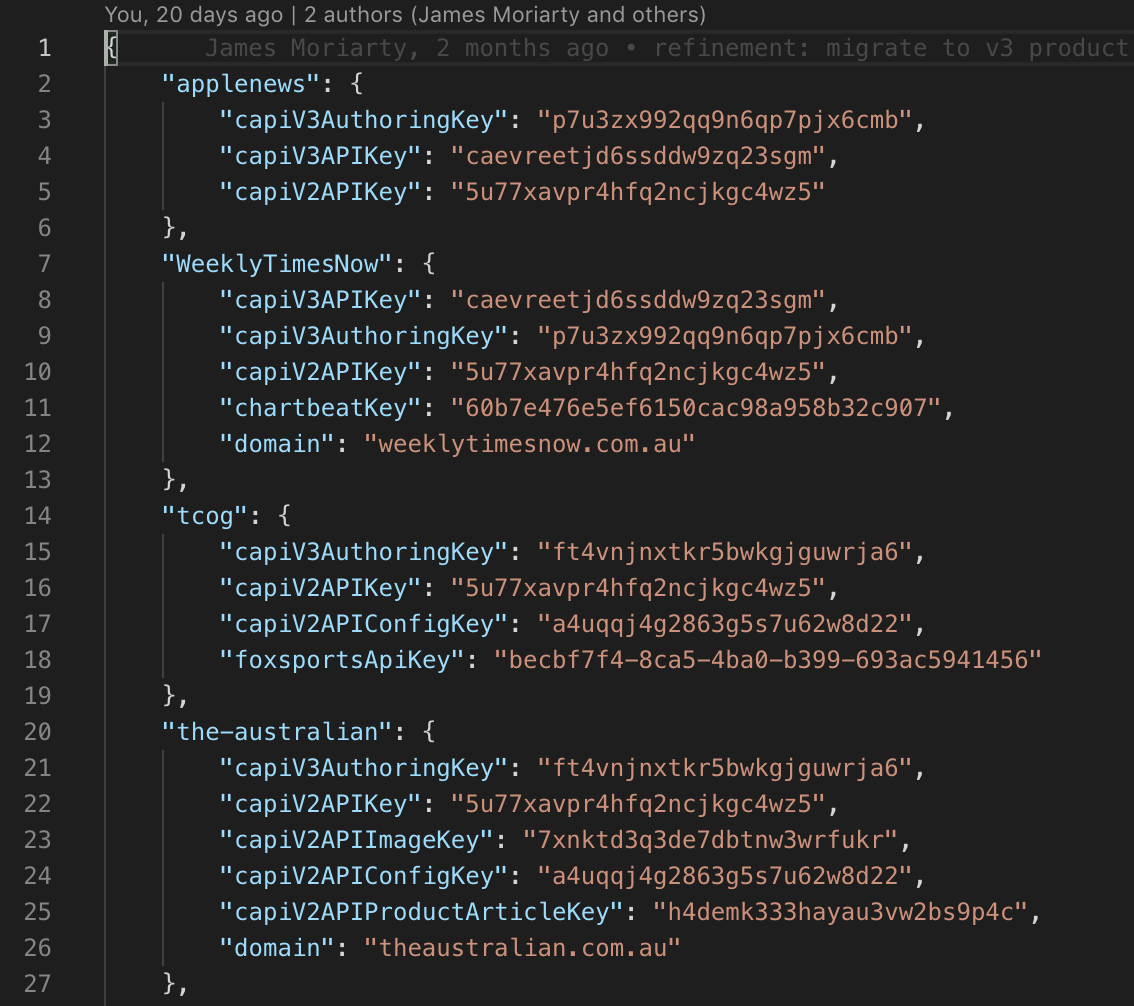 You, 20 days ago | 2 authors (James Moriarty and others)
1 { James Moriarty, 2 months ago • refinement: migrate to v3 product
2 "applenews": {
3 "capiV3AuthoringKey": "p7u3zx992qq9n6qp7pjx6cmb",
4 "capiV3APIKey": "caevreetjd6ssddw9zq23sgm",
5 "capiV2APIKey": "5u77xavpr4hfq2ncjkgc4wz5"
6 },
7 "WeeklyTimesNow": {
8 "capiV3APIKey": "caevreetjd6ssddw9zq23sgm",
9 "capiV3AuthoringKey": "p7u3zx992qq9n6qp7pjx6cmb",
10 "capiV2APIKey": "5u77xavpr4hfq2ncjkgc4wz5",
11 "chartbeatKey": "60b7e476e5ef6150cac98a958b32c907",
12 "domain": "weeklytimesnow.com.au"
13 },
14 "tcog": {
15 "capiV3AuthoringKey": "ft4vnjnxtkr5bwkgjguwrja6",
16 "capiV2APIKey": "5u77xavpr4hfq2ncjkgc4wz5",
17 "capiV2APIConfigKey": "a4uqqj4g2863g5s7u62w8d22",
18 "foxsportsApiKey": "becbf7f4-8ca5-4ba0-b399-693ac5941456"
19 },
20 "the-australian": {
21 "capiV3AuthoringKey": "ft4vnjnxtkr5bwkgjguwrja6",
22 "capiV2APIKey": "5u77xavpr4hfq2ncjkgc4wz5",
23 "capiV2APIImageKey": "7xnktd3q3de7dbtnw3wrfukr",
24 "capiV2APIConfigKey": "a4uqqj4g2863g5s7u62w8d22",
25 "capiV2APIProductArticleKey": "h4demk333hayau3vw2bs9p4c",
26 "domain": "theaustralian.com.au"
27 },